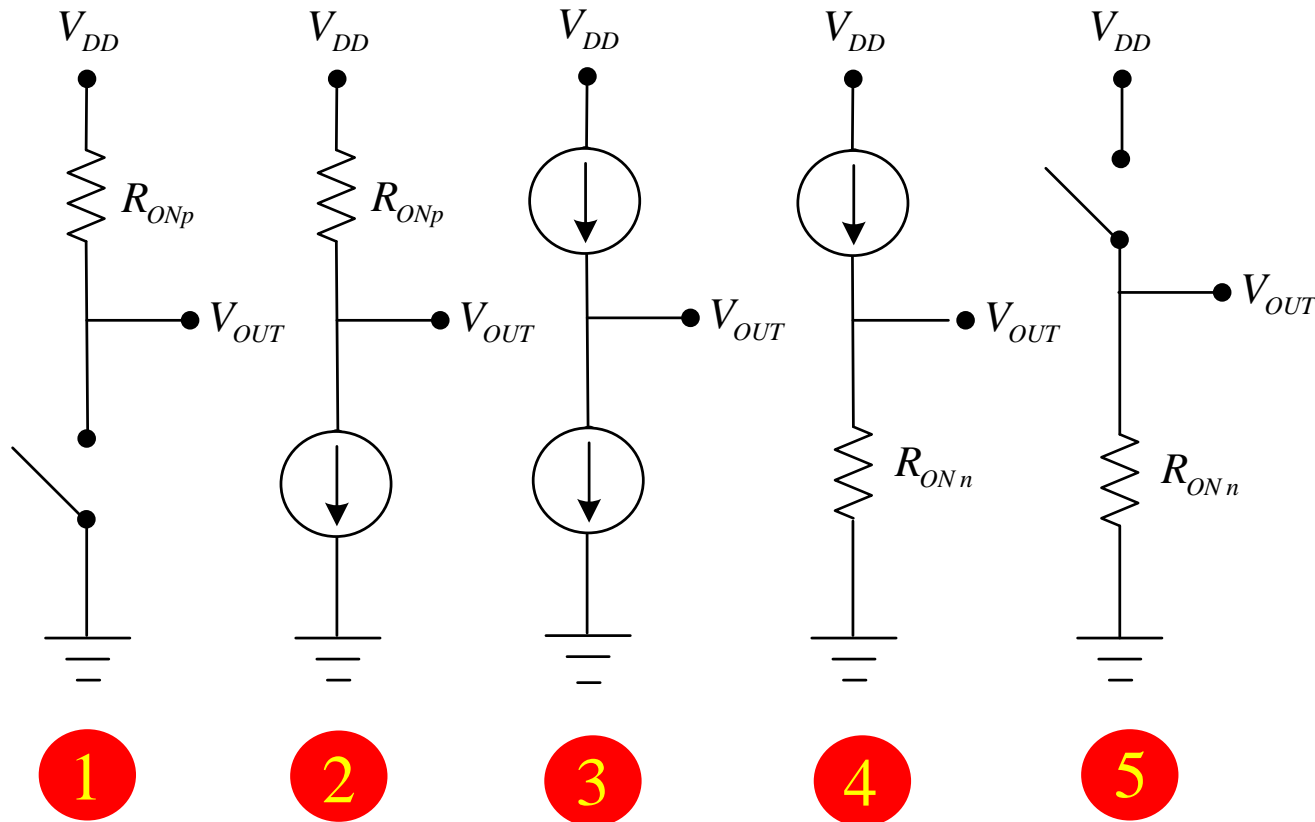 V_DD V_DD V_DD V_DD V_DD
R_ONp R_ONp
V_OUT V_OUT V_OUT V_OUT V_OUT
R_ON n R_ON n
1 2 3 4 5